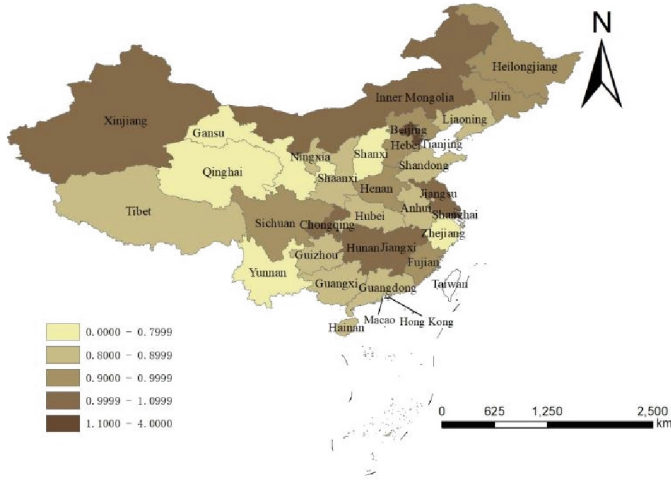 N
Heilongjiang
Jilin
Inner Mongolia
Xinjiang
Liaoning
Gansu
Beijing
Hebei
Tianjing
Ningxia
Shanxi
Qinghai
Shandong
Shaanxi
Henan
Jiangsu
Tibet
Anhui
Shanghai
Sichuan
Chongqing
Hubei
Zhejiang
Hunan
Jiangxi
Guizhou
Fujian
Yunnan
Taiwan
Guangxi
Guangdong
Macao
Hong Kong
Hainan
0.0000 - 0.7999
0.8000 - 0.8999
0.9000 - 0.9999
0.9999 - 1.0999
1.1000 - 4.0000
0 625 1,250 2,500
km